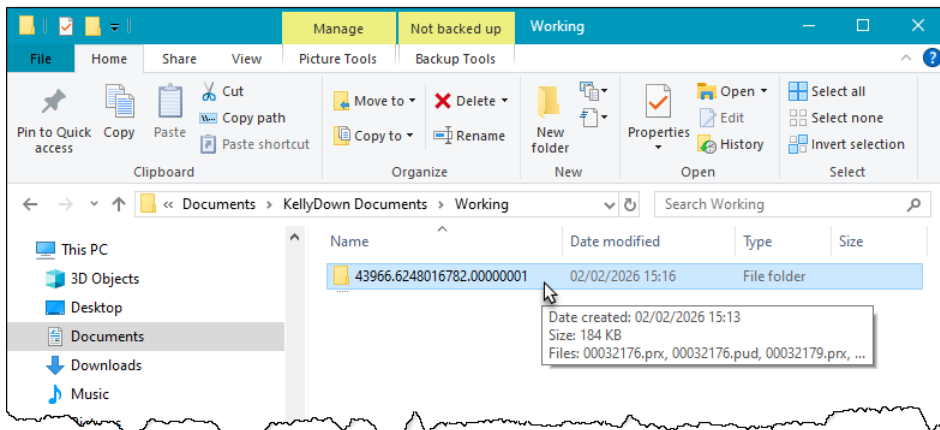 Manage
Not backed up
Working
File
Home
Share
View
Picture Tools
Backup Tools
?
Pin to Quick access
Copy
Paste
Cut
Copy path
Paste shortcut
Clipboard
Move to
Copy to
Delete
Rename
Organize
New folder
New
Properties
Open
Edit
History
Open
Select all
Select none
Invert selection
Select
« Documents > KellyDown Documents > Working
Search Working
This PC
3D Objects
Desktop
Documents
Downloads
Music
Name
Date modified
Type
Size
43966.6248016782.00000001
02/02/2026 15:16
File folder
Date created: 02/02/2026 15:13
Size: 184 KB
Files: 00032176.prx, 00032176.pud, 00032179.prx, ...